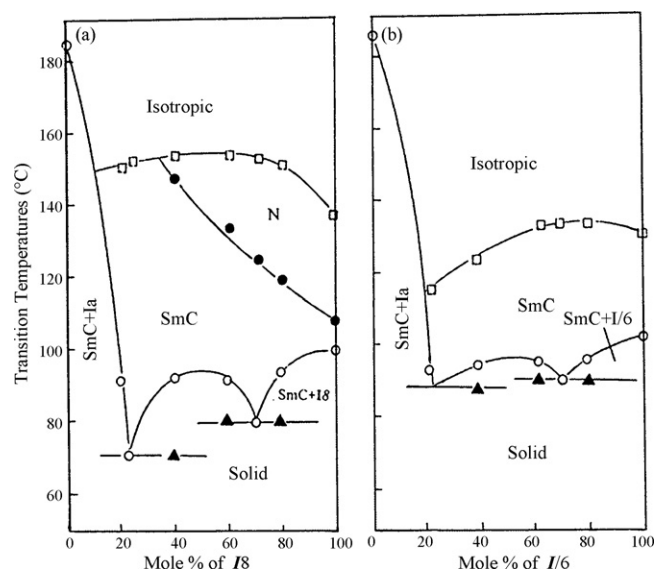 (a)
(b)
Transition Temperatures (°C)
180
160
140
120
100
80
60
Isotropic
N
SmC
SmC+Ia
SmC+I8
Solid
0
20
40
60
80
100
Mole % of I8
Isotropic
SmC
SmC+Ia
SmC+I/6
Solid
0
20
40
60
80
100
Mole % of I/6